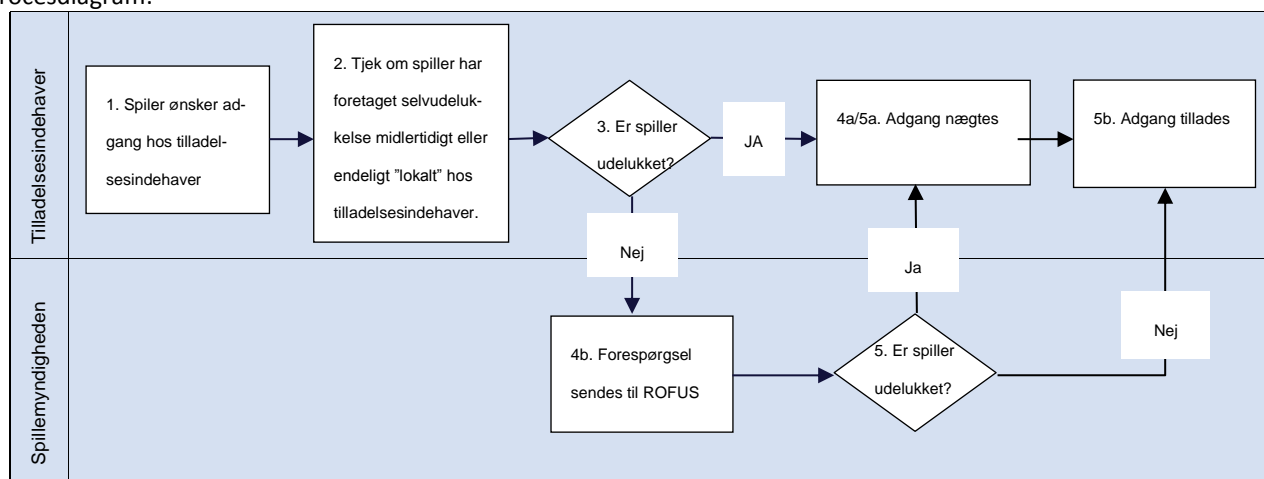 rocesdiagram:
Tilladelsesindehaver
1. Spiler ønsker ad-
gang hos tilladel-
sesindehaver
2. Tjek om spiller har
foretaget selvudeluk-
kelse midlertidigt eller
endeligt ”lokalt” hos
tilladelsesindehaver.
3. Er spiller
udelukket?
JA
4a/5a. Adgang nægtes
5b. Adgang tillades
Nej
Ja
Spillemyndigheden
4b. Forespørgsel
sendes til ROFUS
5. Er spiller
udelukket?
Nej